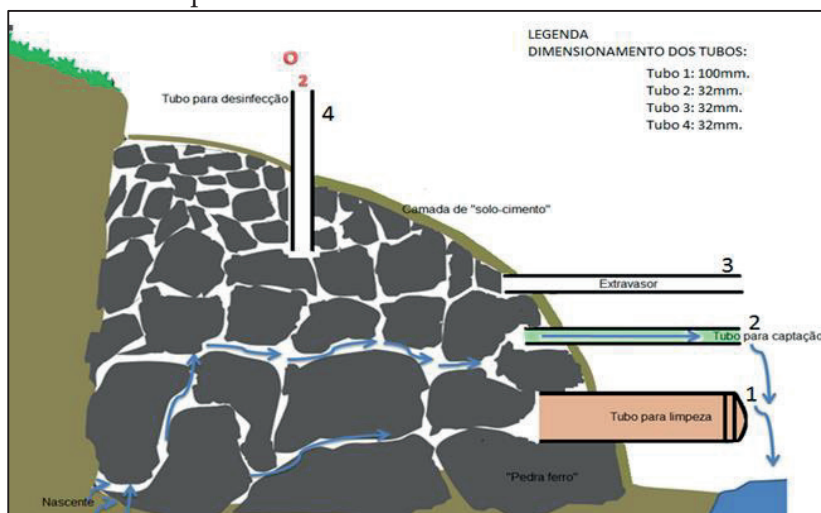 LEGENDA
DIMENSIONAMENTO DOS TUBOS:
Tubo 1: 100mm.
Tubo 2: 32mm.
Tubo 3: 32mm.
Tubo 4: 32mm.
O
2
Tubo para desinfecção
4
Camada de "solo-cimento"
3
Extravasor
2
Tubo para captação
1
Tubo para limpeza
"Pedra ferro"
Nascente